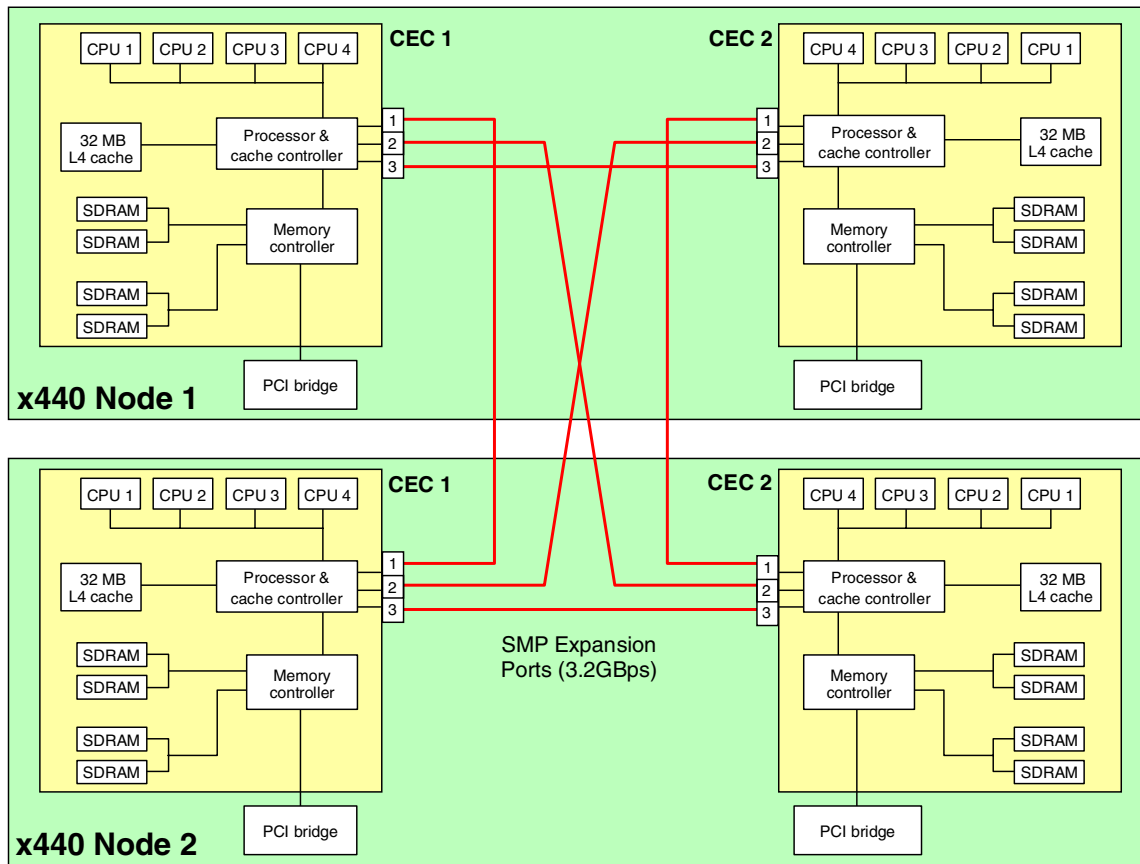 CEC 1
CPU 1
CPU 2
CPU 3
CPU 4
32 MB
L4 cache
Processor &
cache controller
1
2
3
SDRAM
SDRAM
Memory
controller
SDRAM
SDRAM
PCI bridge
CEC 2
CPU 4
CPU 3
CPU 2
CPU 1
1
2
3
Processor &
cache controller
32 MB
L4 cache
Memory
controller
SDRAM
SDRAM
SDRAM
SDRAM
PCI bridge
x440 Node 1
CEC 1
CPU 1
CPU 2
CPU 3
CPU 4
32 MB
L4 cache
Processor &
cache controller
1
2
3
SDRAM
SDRAM
Memory
controller
SDRAM
SDRAM
PCI bridge
SMP Expansion
Ports (3.2GBps)
CEC 2
CPU 4
CPU 3
CPU 2
CPU 1
1
2
3
Processor &
cache controller
32 MB
L4 cache
Memory
controller
SDRAM
SDRAM
SDRAM
SDRAM
PCI bridge
x440 Node 2